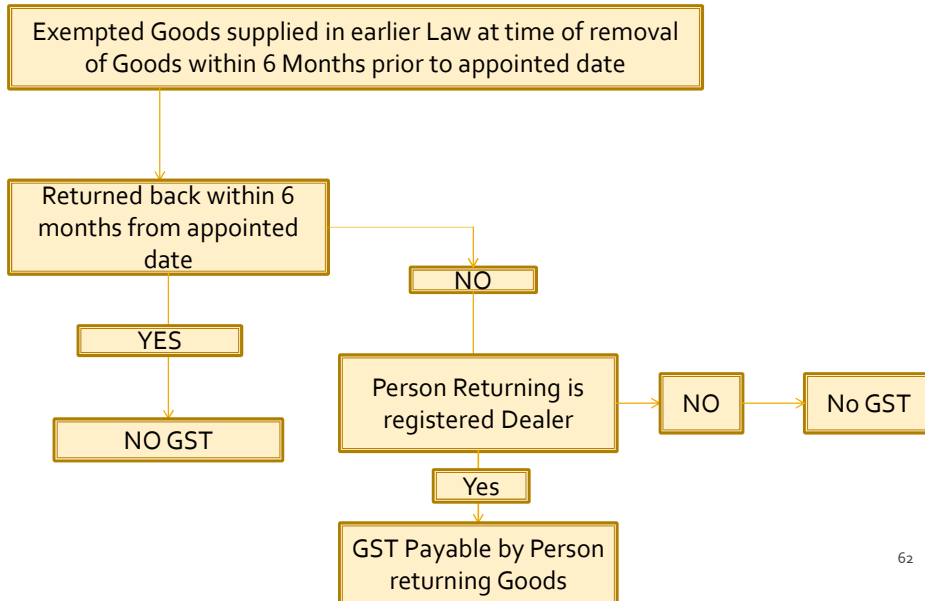 Exempted Goods supplied in earlier Law at time of removal
of Goods within 6 Months prior to appointed date
Returned back within 6
months from appointed
date
NO
YES
Person Returning is
registered Dealer
NO
No GST
NO GST
Yes
GST Payable by Person
returning Goods
62